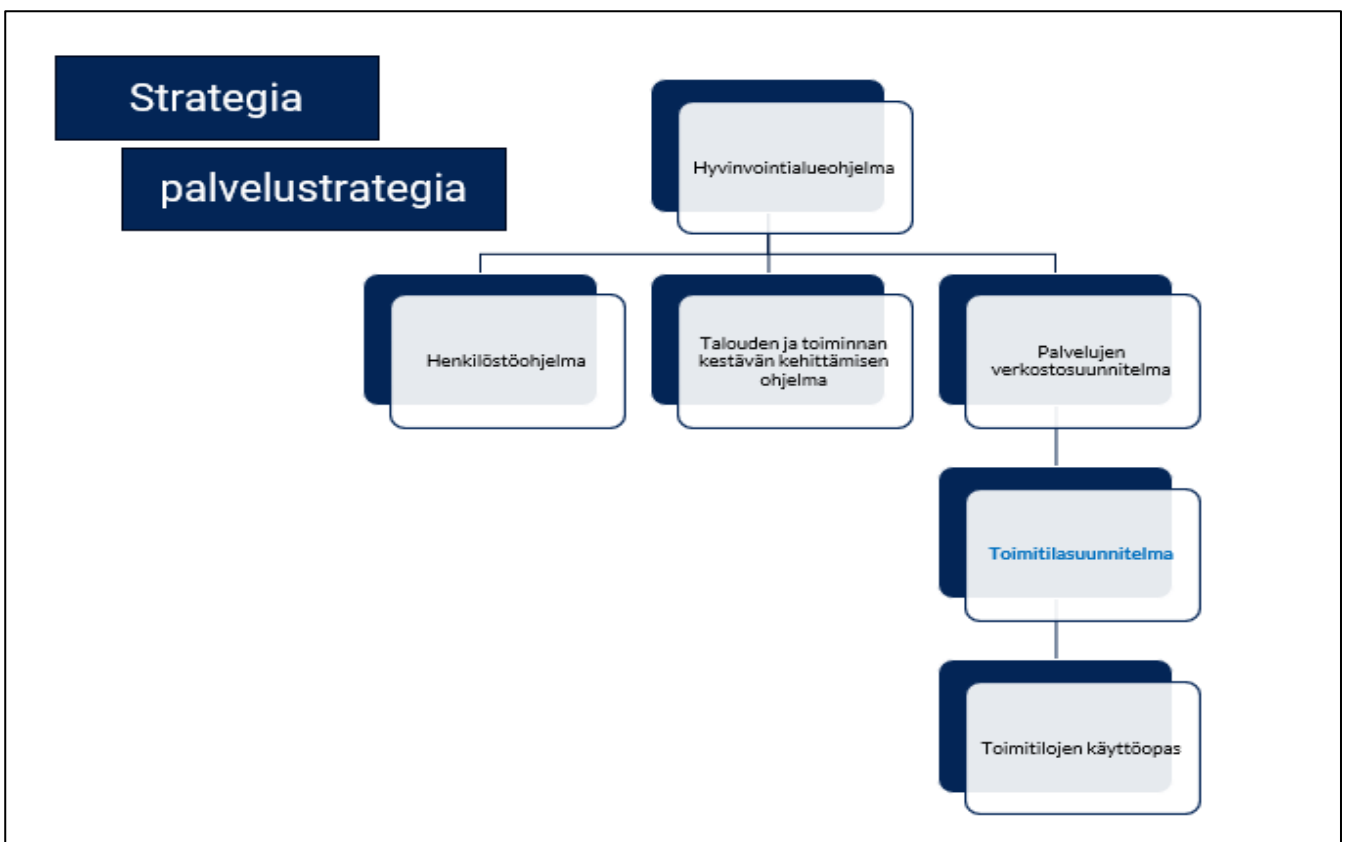 Strategia
palvelustrategia
Hyvinvointialueohjelma
Henkilöstöohjelma
Talouden ja toiminnan
kestävän kehittämisen
ohjelma
Palvelujen
verkostosuunnitelma
Toimitilasuunnitelma
Toimitilojen käyttöopas